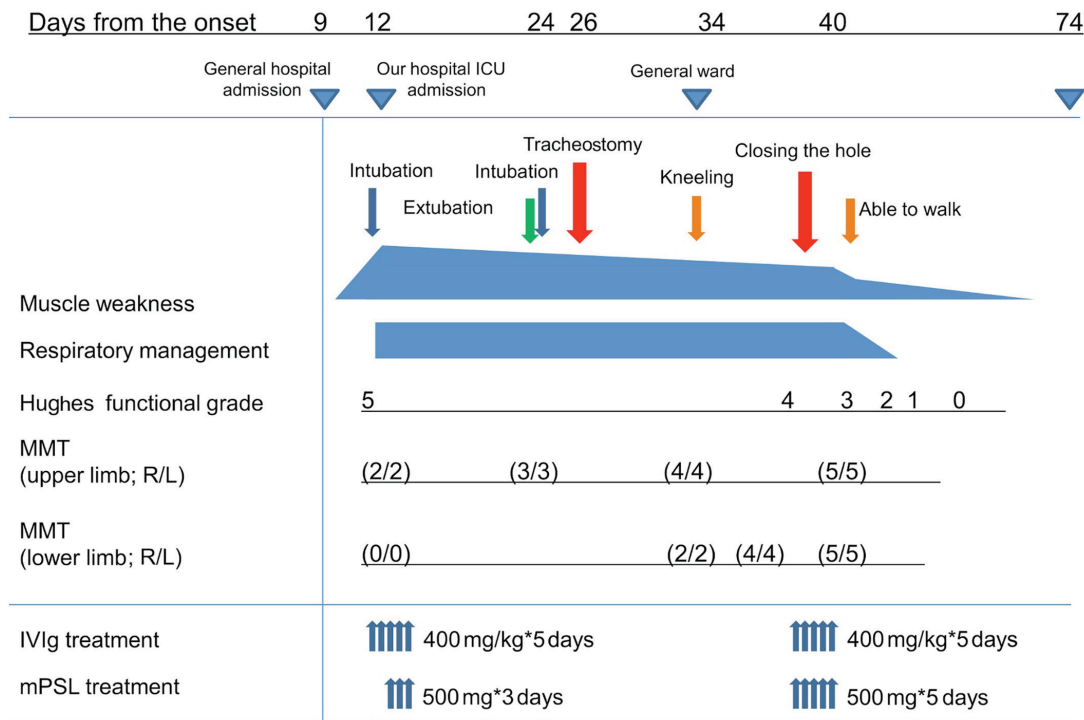 Days from the onset 9 12 24 26 34 40 74
General hospital
admission
Our hospital ICU
admission
General ward
Tracheostomy
Closing the hole
Intubation
Intubation
Kneeling
Extubation
Able to walk
Muscle weakness
Respiratory management
Hughes functional grade 5 4 3 2 1 0
MMT
(upper limb; R/L) (2/2) (3/3) (4/4) (5/5)
MMT
(lower limb; R/L) (0/0) (2/2) (4/4) (5/5)
IVIg treatment 400 mg/kg*5 days 400 mg/kg*5 days
mPSL treatment 500 mg*3 days 500 mg*5 days